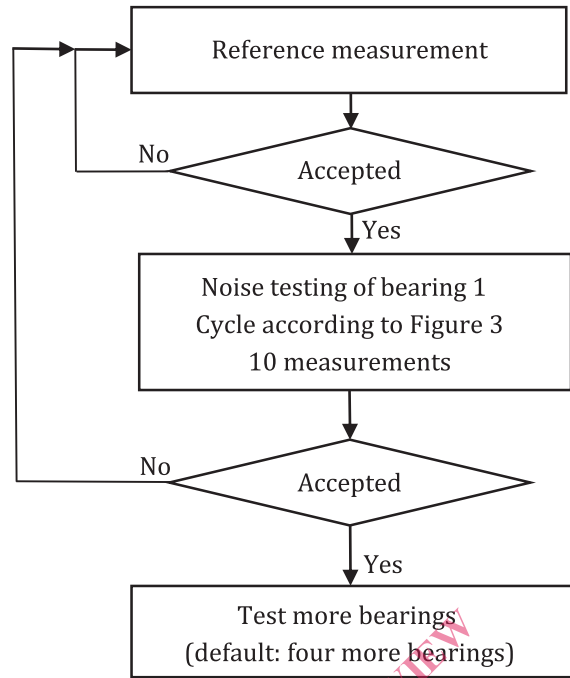 Reference measurement
No
Accepted
Yes
Noise testing of bearing 1
Cycle according to Figure 3
10 measurements
No
Accepted
Yes
Test more bearings
(default: four more bearings)